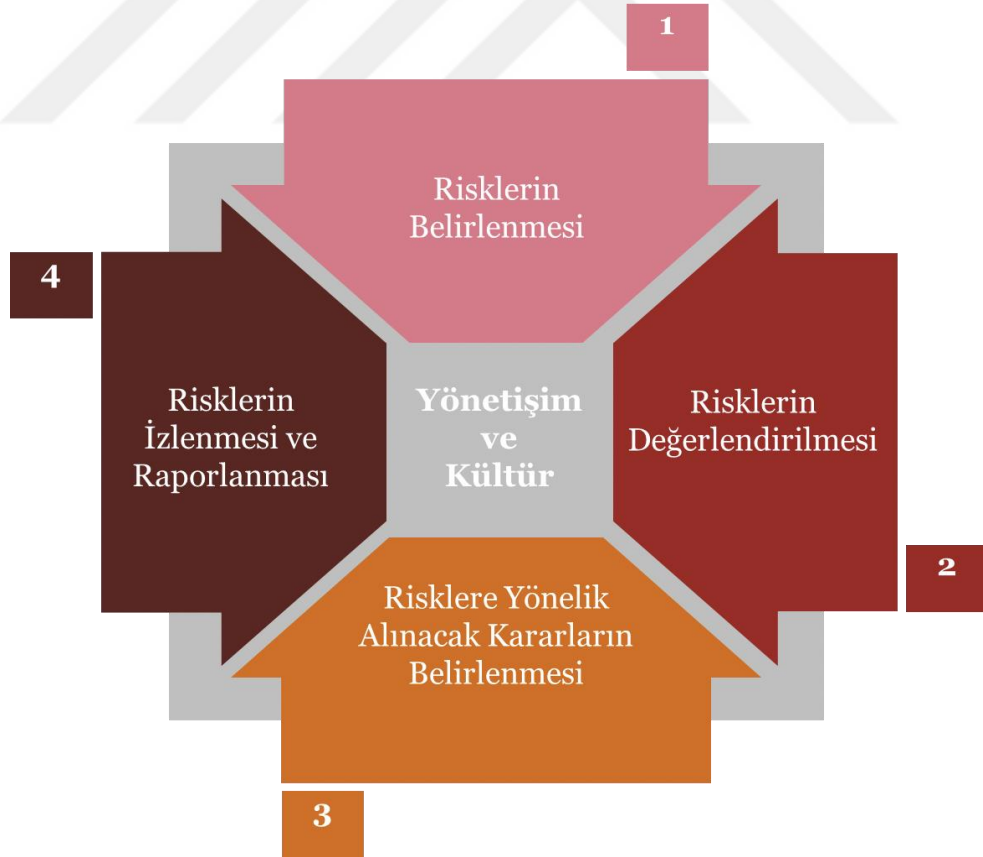 1
Risklerin
Belirlenmesi
2
Risklerin
Değerlendirilmesi
3
Risklere Yönelik
Alınacak Kararların
Belirlenmesi
4
Risklerin
İzlenmesi ve
Raporlanması
Yönetişim
ve
Kültür